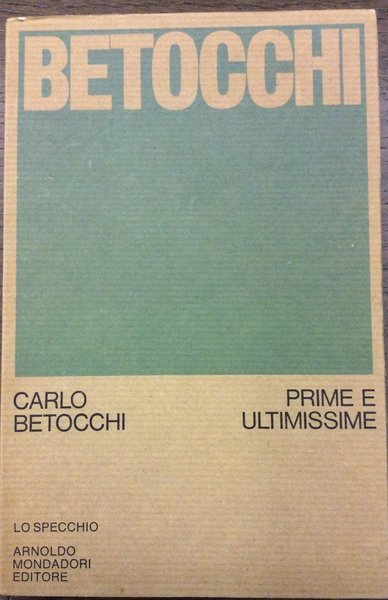 BETOCCHI
CARLO
BETOCCHI
PRIME E
ULTIMISSIME
LO SPECCHIO
ARNOLDO
MONDADORI
EDITORE